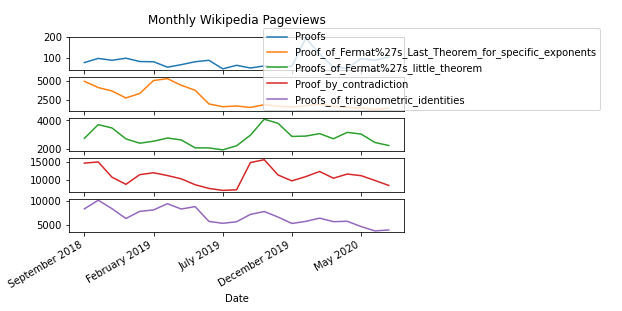 Monthly Wikipedia Pageviews
200
100
Proofs
Proof_of_Fermat%27s_Last_Theorem_for_specific_exponents
Proofs_of_Fermat%27s_little_theorem
Proof_by_contradiction
Proofs_of_trigonometric_identities
5000
2500
4000
2000
15000
10000
10000
5000
September 2018
February 2019
July 2019
December 2019
May 2020
Date